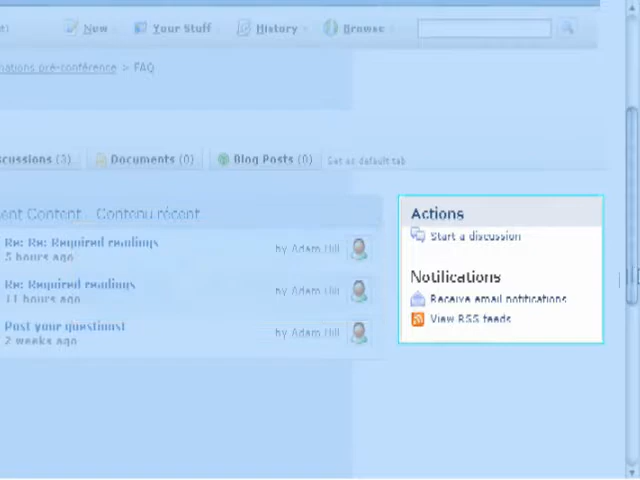 New Your Stuff History Browse
mations pré-conférence > FAQ
cussions (3) Documents (0) Blog Posts (0) Set as default tab
ent Content - Contenu récent
Re: Re: Required readings by Adam Hill
5 hours ago
Re: Required readings by Adam Hill
11 hours ago
Post your questions! by Adam Hill
2 weeks ago
Actions
Start a discussion
Notifications
Receive email notifications
View RSS feeds